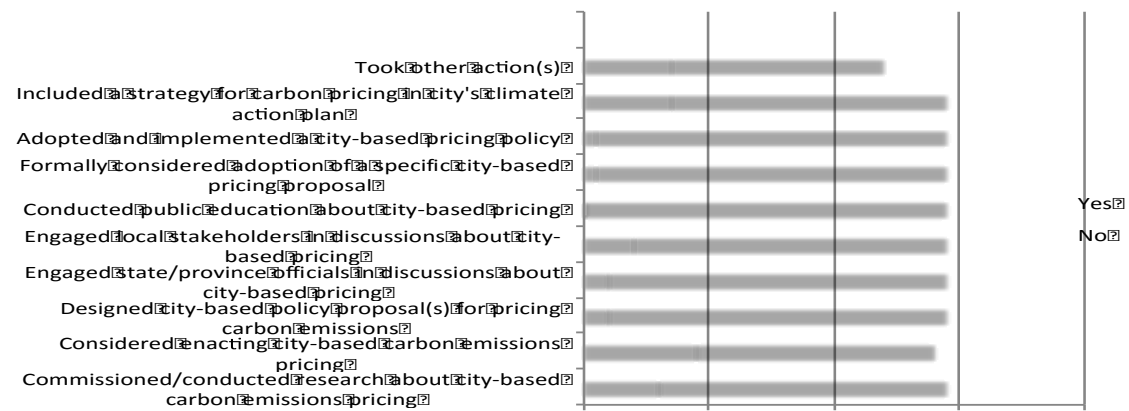 Took other action(s)
Included a strategy for carbon pricing in city's climate
action plan
Adopted and implemented a city-based pricing policy
Formally considered adoption of a specific city-based
pricing proposal
Conducted public education about city-based pricing
Yes
Engaged local stakeholders in discussions about city-
based pricing
No
Engaged state/province officials in discussions about
city-based pricing
Designed city-based policy proposal(s) for pricing
carbon emissions
Considered enacting city-based carbon emissions
pricing
Commissioned/conducted research about city-based
carbon emissions pricing